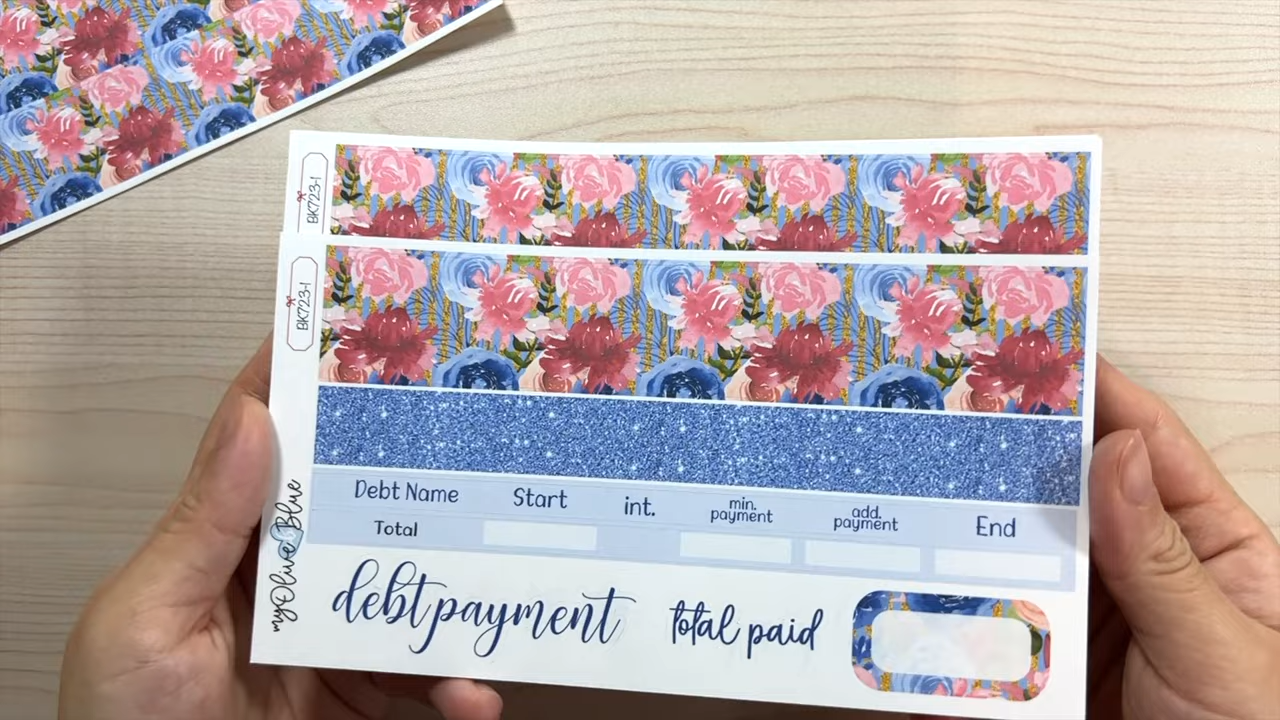 BK723-1
BK723-1
myOliveBlue
Debt Name Start int. min. payment add. payment End
Total
debt payment total paid